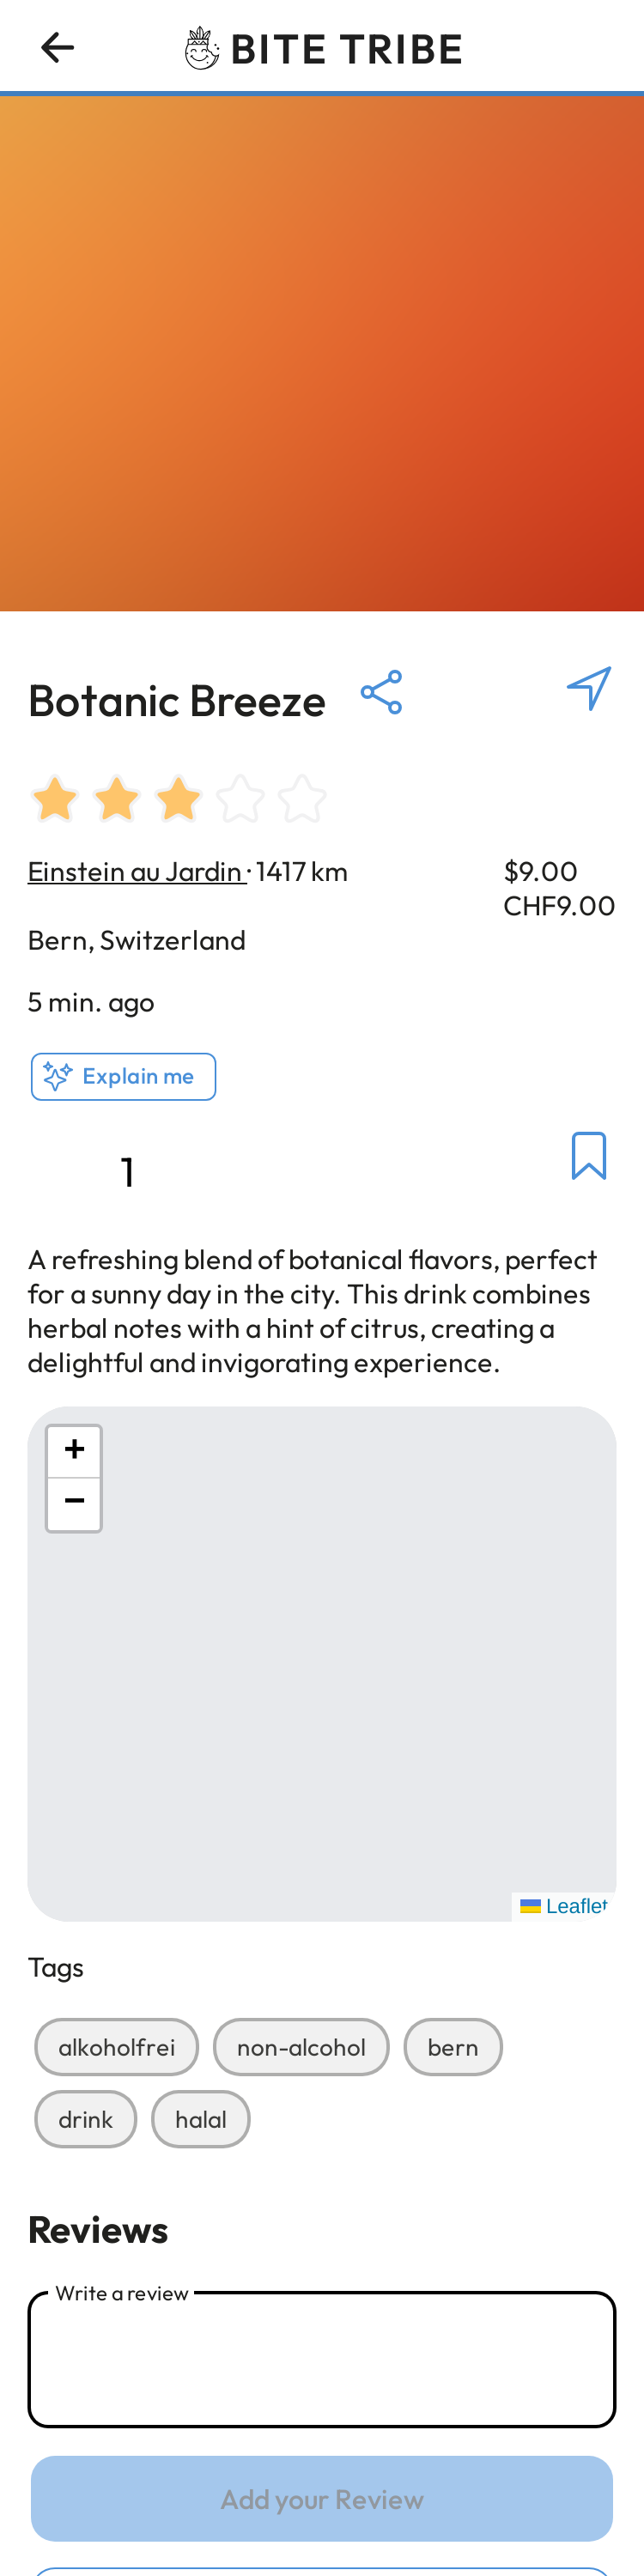 BITE TRIBE
Botanic Breeze
Einstein au Jardin · 1417 km
$9.00
CHF9.00
Bern, Switzerland
5 min. ago
Explain me
1
A refreshing blend of botanical flavors, perfect
for a sunny day in the city. This drink combines
herbal notes with a hint of citrus, creating a
delightful and invigorating experience.
+
−
Leaflet
Tags
alkoholfrei non-alcohol bern
drink halal
Reviews
Write a review
Add your Review